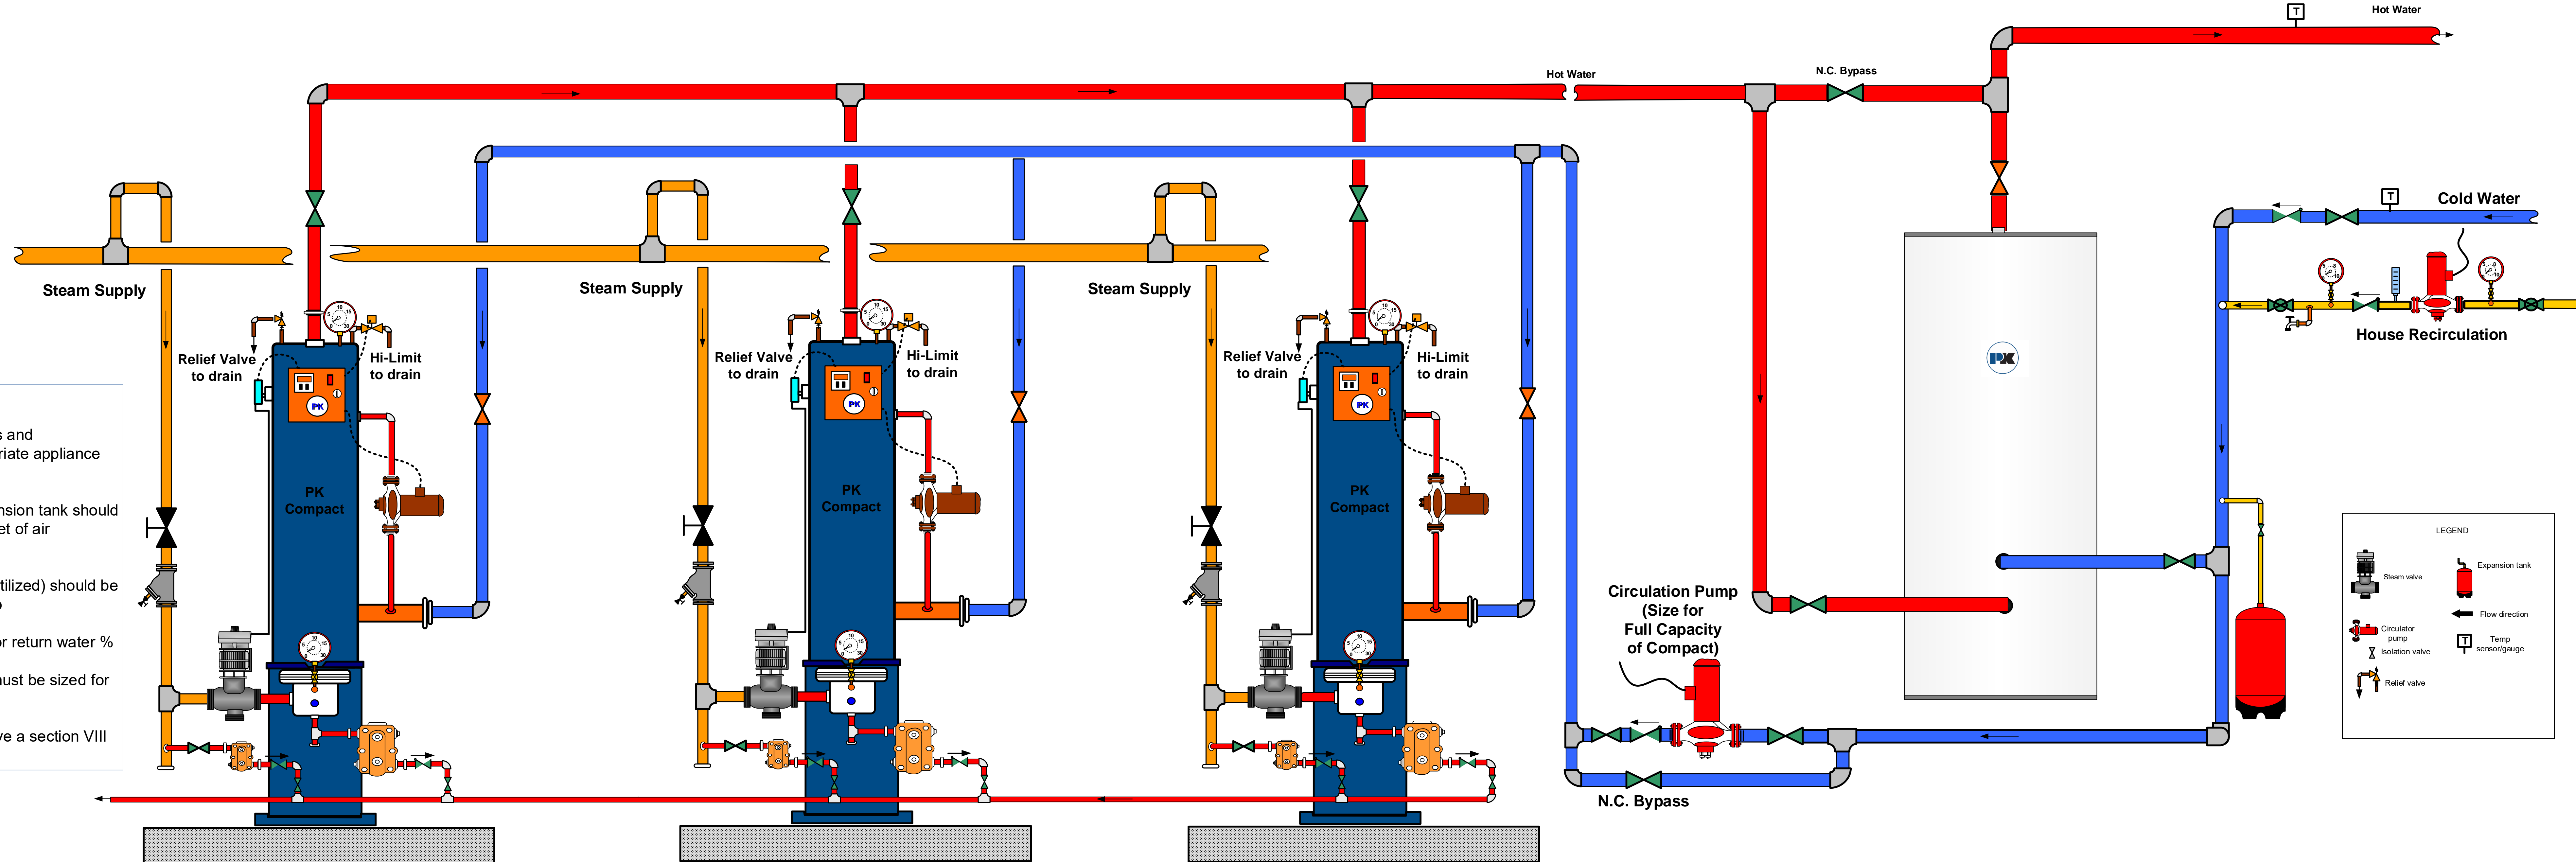 Hot Water
Hot Water
N.C. Bypass
Cold Water
House Recirculation
Steam Supply
Steam Supply
Steam Supply
Relief Valve
to drain
Hi-Limit
to drain
Relief Valve
to drain
Hi-Limit
to drain
Relief Valve
to drain
Hi-Limit
to drain
PK
PK
PK
PK
Compact
PK
Compact
PK
Compact
PK
T
T
s and
riate appliance
nsion tank should
et of air
tilized) should be
o
or return water %
must be sized for
ve a section VIII
Circulation Pump
(Size for
Full Capacity
of Compact)
N.C. Bypass
LEGEND
Steam valve
Expansion tank
Flow direction
Circulator
pump
T
Temp
sensor/gauge
Isolation valve
Relief valve